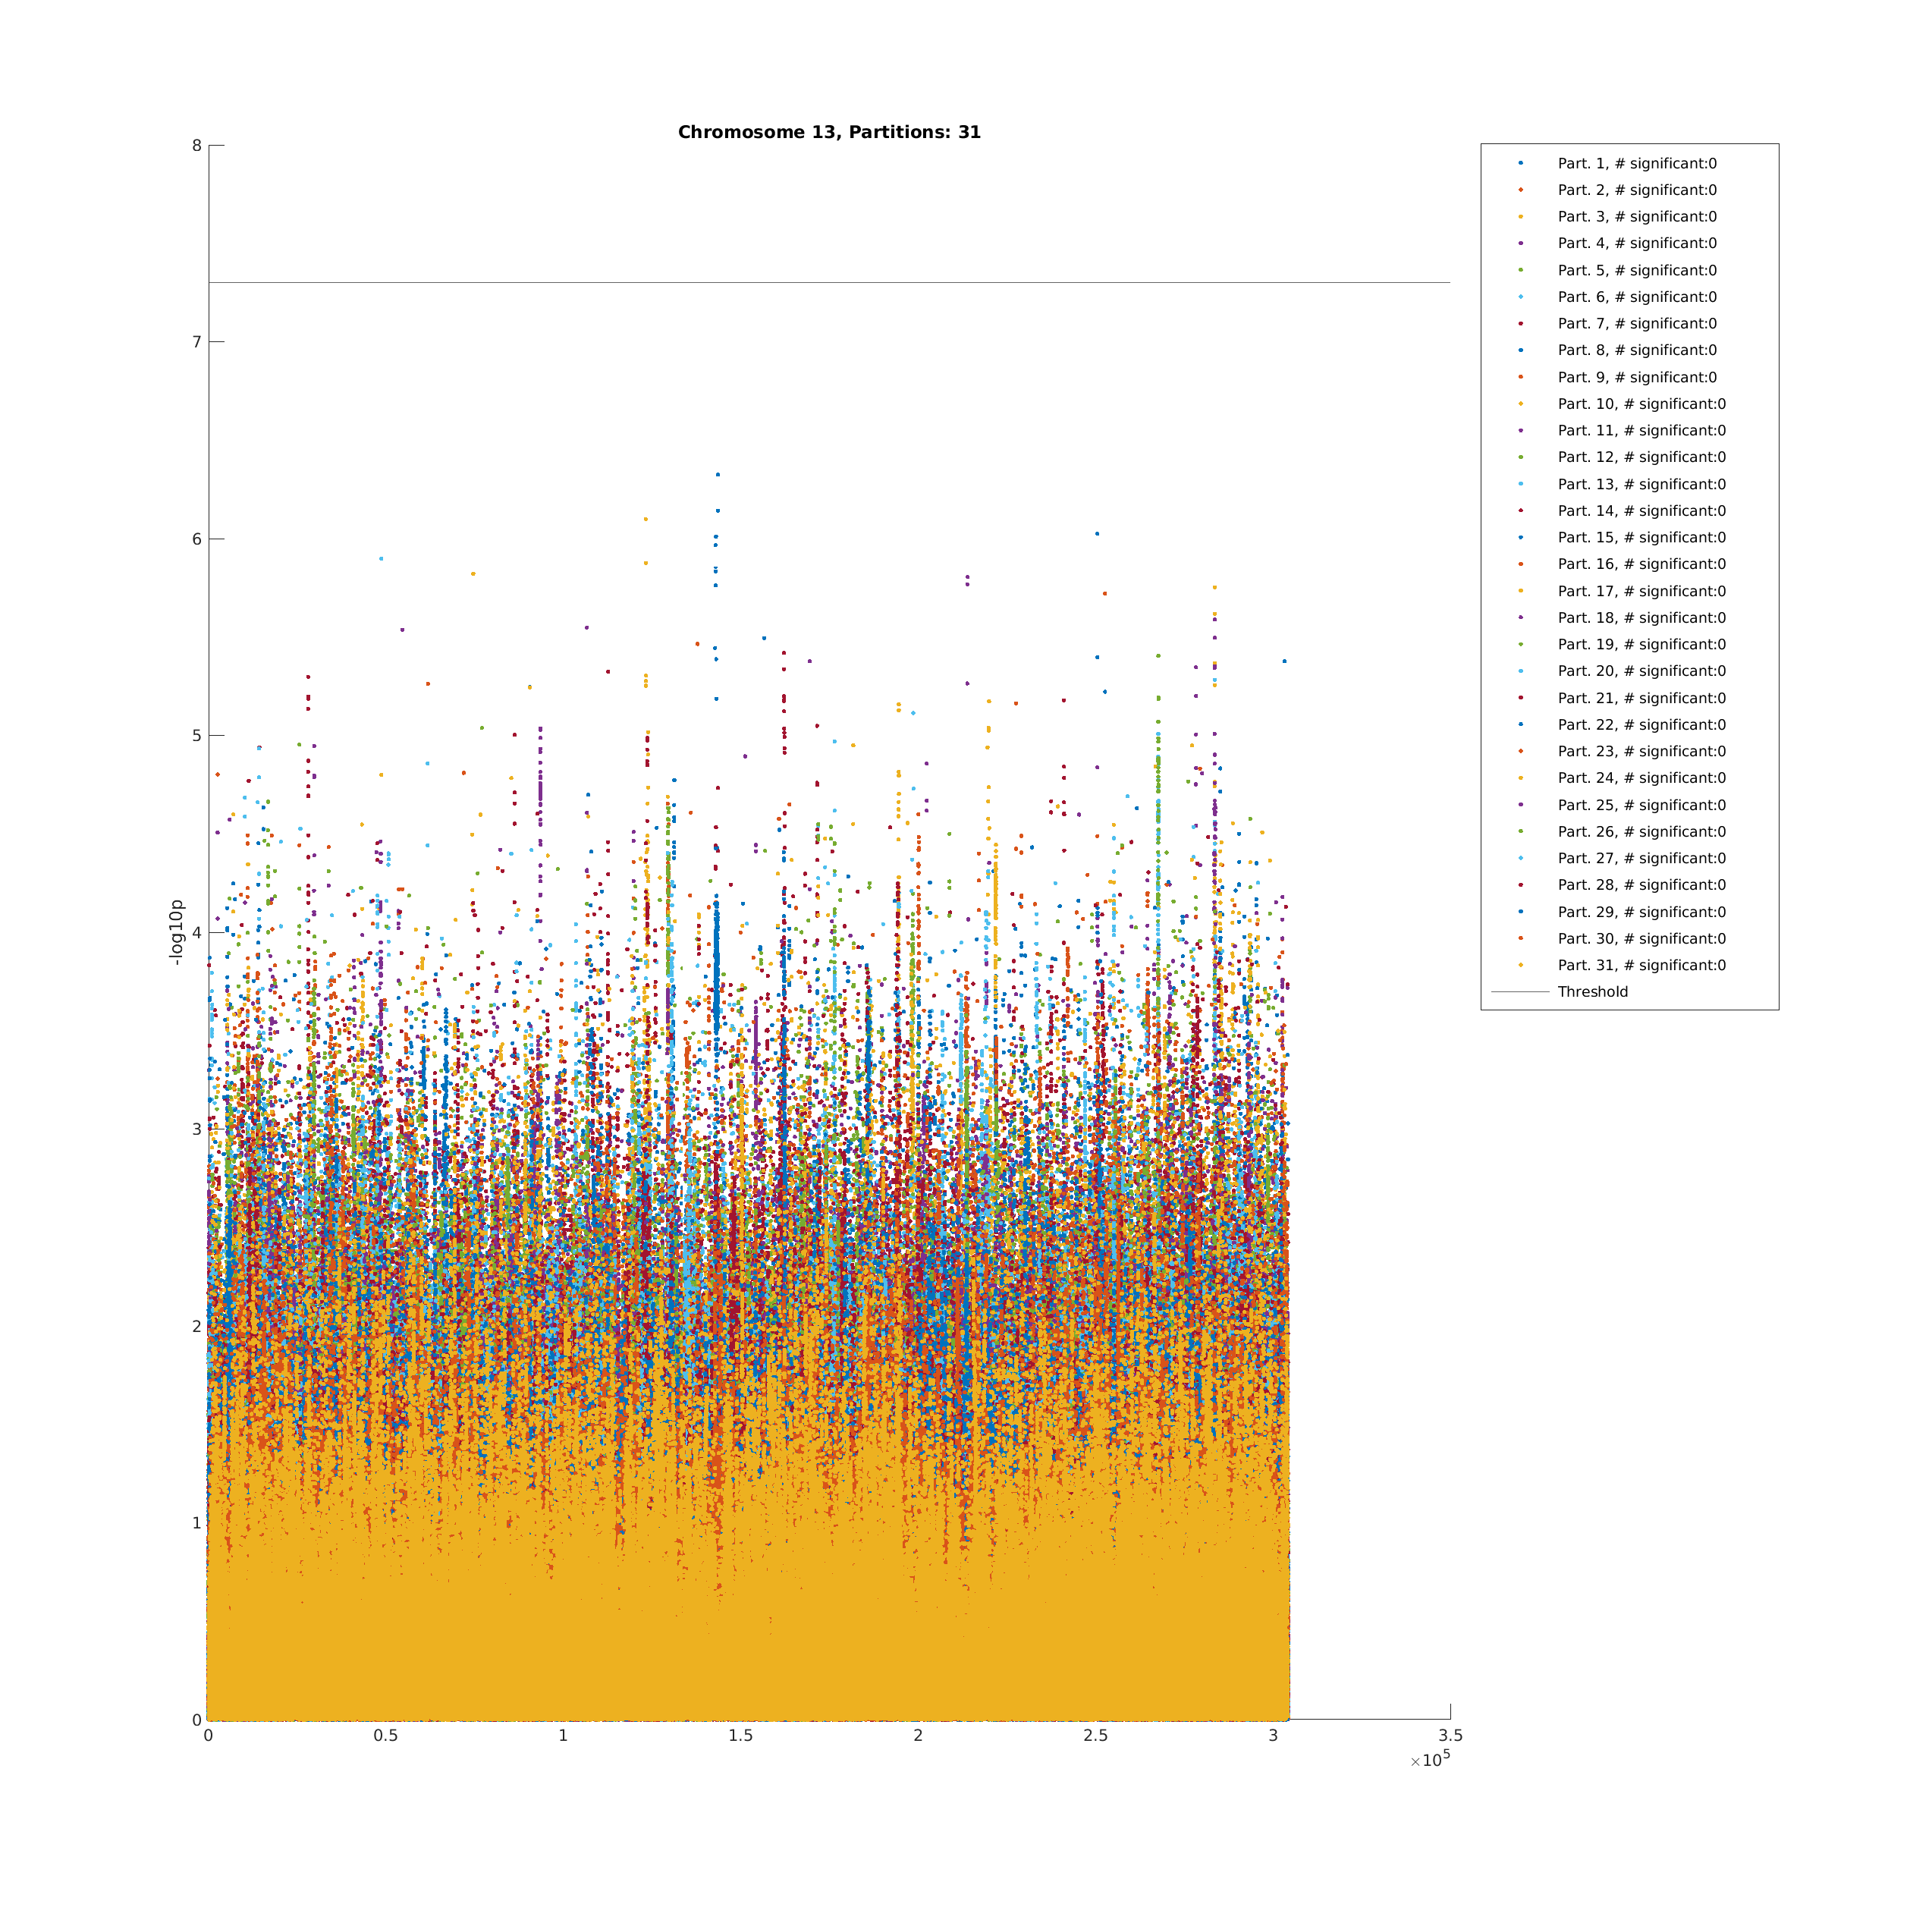 Chromosome 13, Partitions: 31
8
7
6
5
4
3
2
1
0
-log10p
0 0.5 1 1.5 2 2.5 3 3.5
×10^5
Part. 1, # significant:0
Part. 2, # significant:0
Part. 3, # significant:0
Part. 4, # significant:0
Part. 5, # significant:0
Part. 6, # significant:0
Part. 7, # significant:0
Part. 8, # significant:0
Part. 9, # significant:0
Part. 10, # significant:0
Part. 11, # significant:0
Part. 12, # significant:0
Part. 13, # significant:0
Part. 14, # significant:0
Part. 15, # significant:0
Part. 16, # significant:0
Part. 17, # significant:0
Part. 18, # significant:0
Part. 19, # significant:0
Part. 20, # significant:0
Part. 21, # significant:0
Part. 22, # significant:0
Part. 23, # significant:0
Part. 24, # significant:0
Part. 25, # significant:0
Part. 26, # significant:0
Part. 27, # significant:0
Part. 28, # significant:0
Part. 29, # significant:0
Part. 30, # significant:0
Part. 31, # significant:0
Threshold